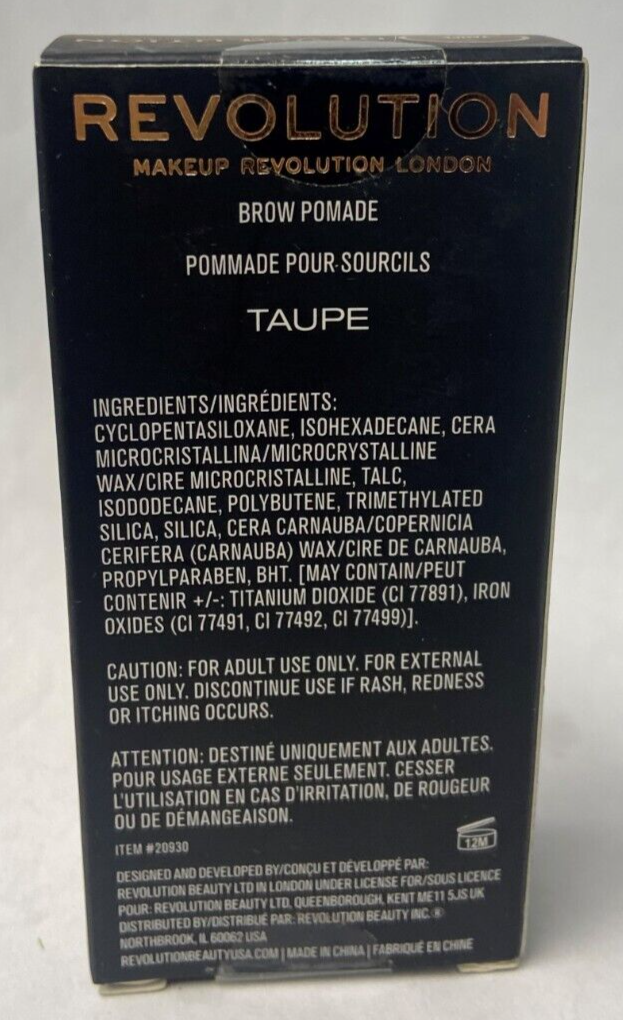 REVOLUTION
MAKEUP REVOLUTION LONDON
BROW POMADE
POMMADE POUR SOURCILS
TAUPE
INGREDIENTS/INGRÉDIENTS:
CYCLOPENTASILOXANE, ISOHEXADECANE, CERA
MICROCRISTALLINA/MICROCRYSTALLINE
WAX/CIRE MICROCRISTALLINE, TALC,
ISODODECANE, POLYBUTENE, TRIMETHYLATED
SILICA, SILICA, CERA CARNAUBA/COPERNICIA
CERIFERA (CARNAUBA) WAX/CIRE DE CARNAUBA,
PROPYLPARABEN, BHT. [MAY CONTAIN/PEUT
CONTENIR +/-: TITANIUM DIOXIDE (CI 77891), IRON
OXIDES (CI 77491, CI 77492, CI 77499)].
CAUTION: FOR ADULT USE ONLY. FOR EXTERNAL
USE ONLY. DISCONTINUE USE IF RASH, REDNESS
OR ITCHING OCCURS.
ATTENTION: DESTINÉ UNIQUEMENT AUX ADULTES.
POUR USAGE EXTERNE SEULEMENT. CESSER
L'UTILISATION EN CAS D'IRRITATION, DE ROUGEUR
OU DE DÉMANGEAISON.
12M
ITEM #20930
DESIGNED AND DEVELOPED BY/CONÇU ET DÉVELOPPÉ PAR:
REVOLUTION BEAUTY LTD IN LONDON UNDER LICENSE FOR/SOUS LICENCE
POUR: REVOLUTION BEAUTY LTD, QUEENBOROUGH, KENT ME11 5JS UK
DISTRIBUTED BY/DISTRIBUÉ PAR: REVOLUTION BEAUTY INC. ®
NORTHBROOK, IL 60062 USA
REVOLUTIONBEAUTYUSA.COM | MADE IN CHINA | FABRIQUÉ EN CHINE